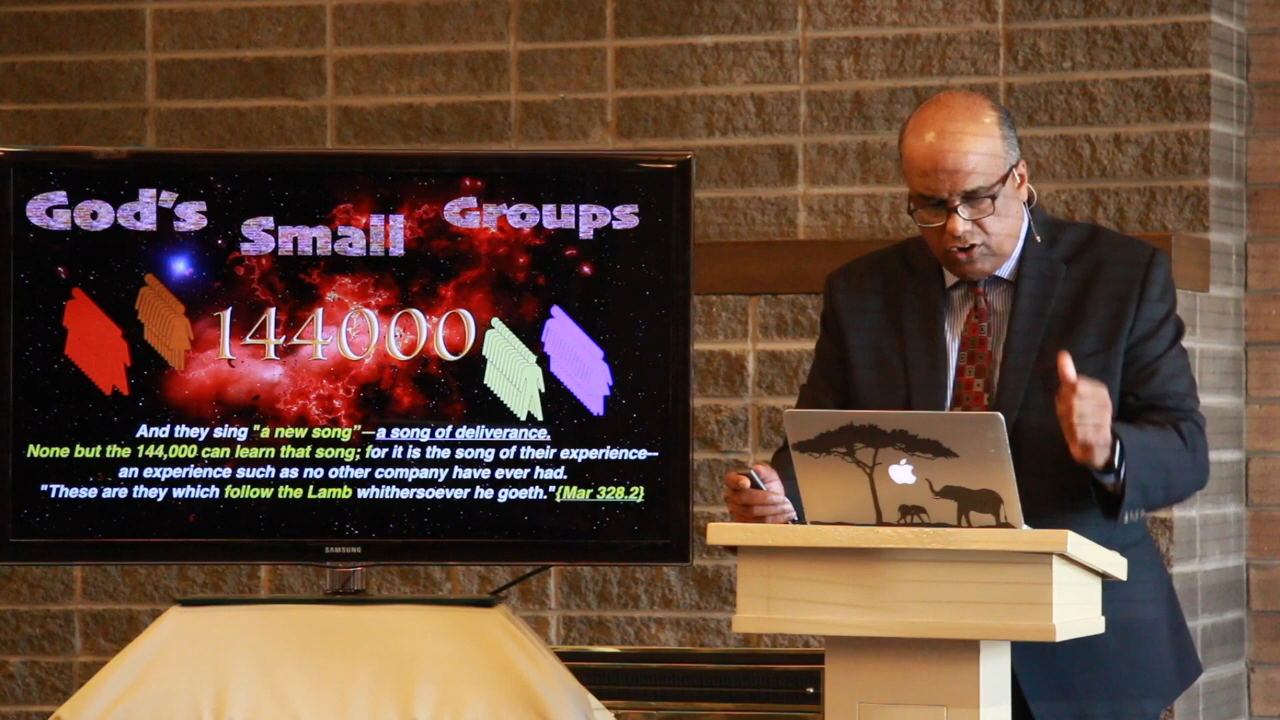 God's Small Groups
144000
And they sing "a new song"—a song of deliverance.
None but the 144,000 can learn that song; for it is the song of their experience--
an experience such as no other company have ever had.
"These are they which follow the Lamb whithersoever he goeth."{Mar 328.2}
SAMSUNG